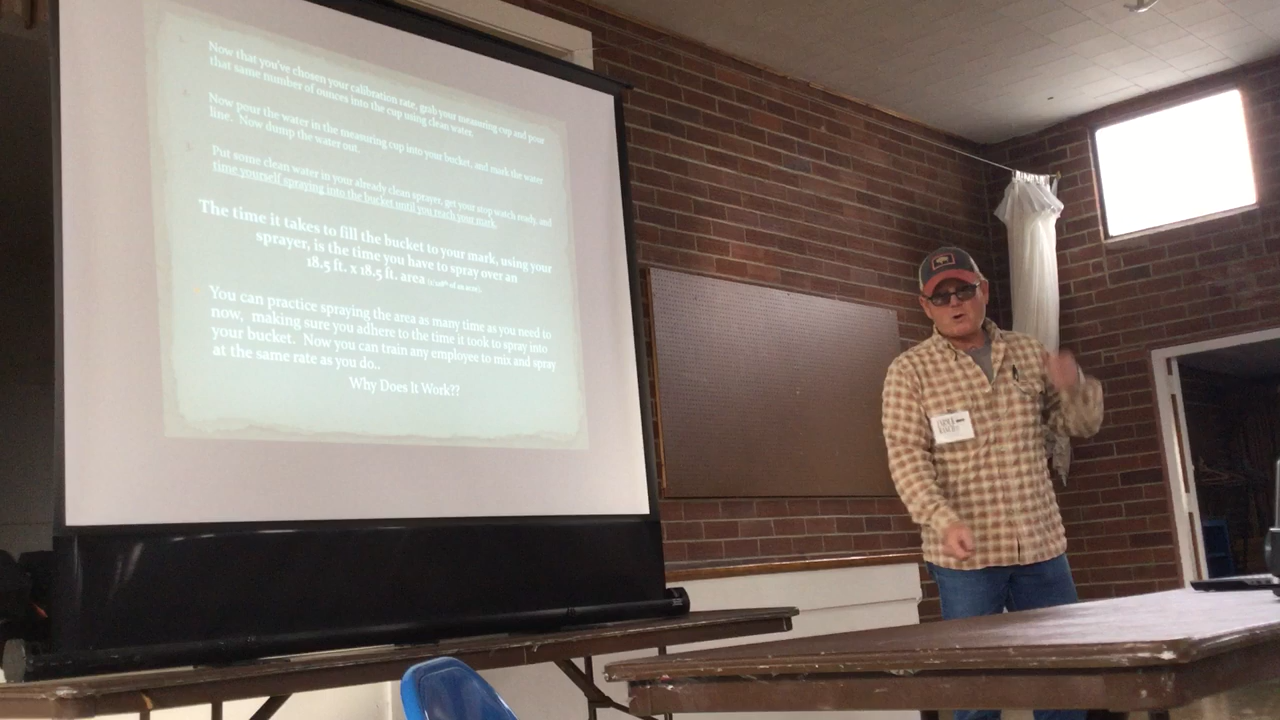 Now that you've chosen your calibration rate, grab your measuring cup and pour
that same number of ounces into the cup using clean water.
Now pour the water in the measuring cup into your bucket, and mark the water
line. Now dump the water out.
Put some clean water in your already clean sprayer, get your stop watch ready, and
time yourself spraying into the bucket until you reach your mark.
The time it takes to fill the bucket to your mark, using your
sprayer, is the time you have to spray over an
18.5 ft. x 18.5 ft. area (1/128th of an acre).
You can practice spraying the area as many time as you need to
now, making sure you adhere to the time it took to spray into
your bucket. Now you can train any employee to mix and spray
at the same rate as you do..
Why Does It Work??